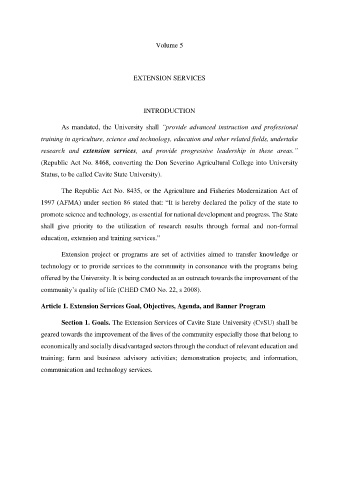 Volume 5
EXTENSION SERVICES
INTRODUCTION
As mandated, the University shall "provide advanced instruction and professional
training in agriculture, science and technology, education and other related fields, undertake
research and extension services, and provide progressive leadership in these areas."
(Republic Act No. 8468, converting the Don Severino Agricultural College into University
Status, to be called Cavite State University).
The Republic Act No. 8435, or the Agriculture and Fisheries Modernization Act of
1997 (AFMA) under section 86 stated that: "It is hereby declared the policy of the state to
promote science and technology, as essential for national development and progress. The State
shall give priority to the utilization of research results through formal and non-formal
education, extension and training services."
Extension project or programs are set of activities aimed to transfer knowledge or
technology or to provide services to the community in consonance with the programs being
offered by the University. It is being conducted as an outreach towards the improvement of the
community's quality of life (CHED CMO No. 22, s 2008).
Article 1. Extension Services Goal, Objectives, Agenda, and Banner Program
Section 1. Goals. The Extension Services of Cavite State University (CvSU) shall be
geared towards the improvement of the lives of the community especially those that belong to
economically and socially disadvantaged sectors through the conduct of relevant education and
training; farm and business advisory activities; demonstration projects; and information,
communication and technology services.